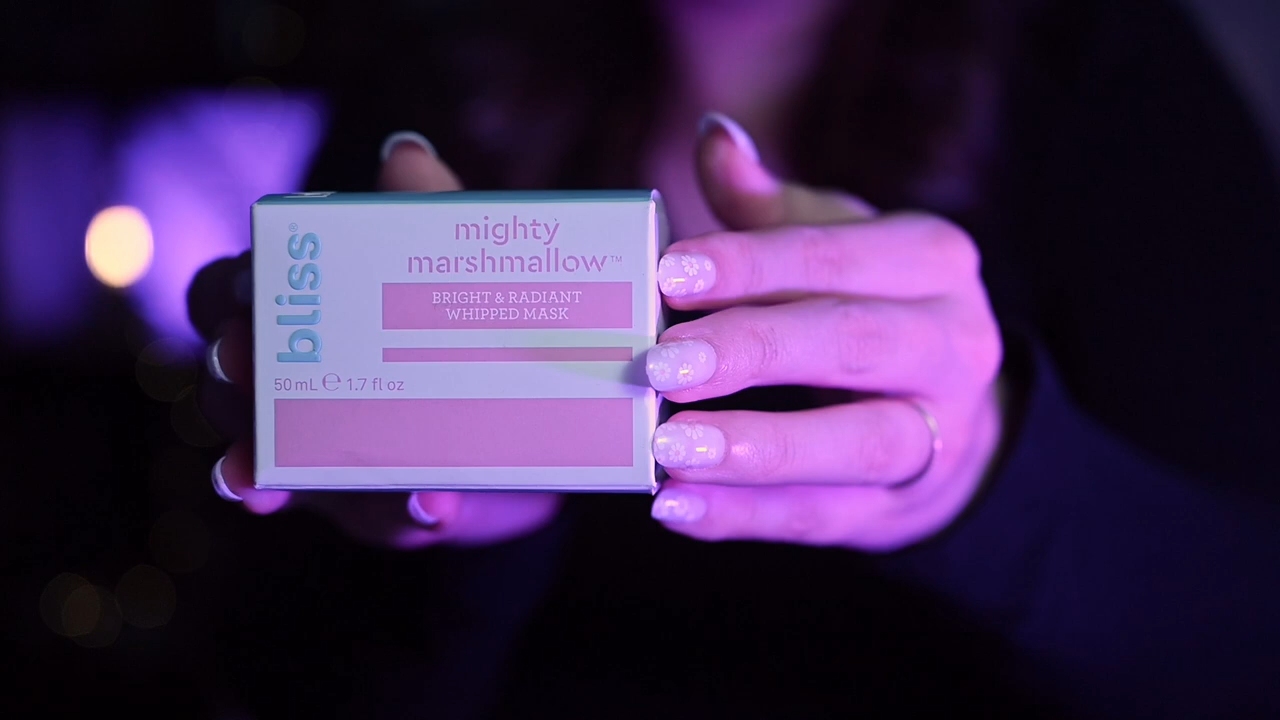 bliss®
mighty
marshmallow™
BRIGHT & RADIANT
WHIPPED MASK
50 mL ℮ 1.7 fl oz